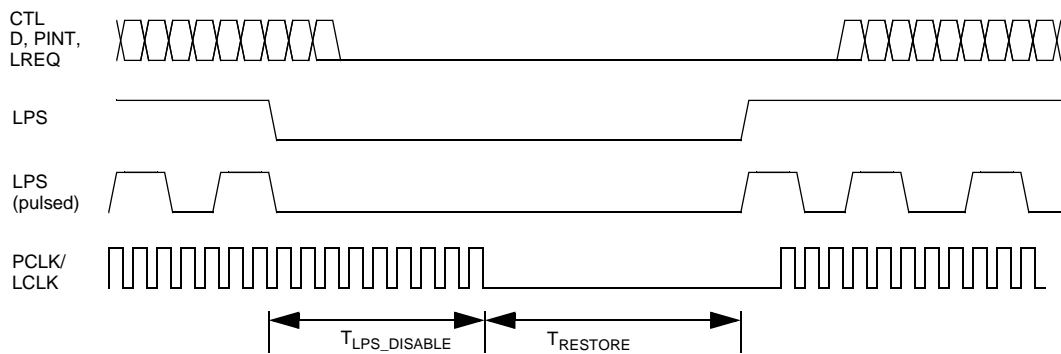 CTL
D, PINT,
LREQ
LPS
LPS
(pulsed)
PCLK/
LCLK
TLPS_DISABLE
TRESTORE